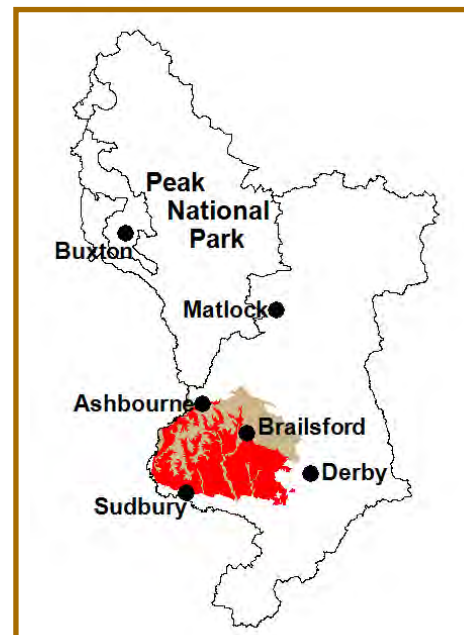 Peak
National
Park
Buxton
Matlock
Ashbourne
Brailsford
Derby
Sudbury